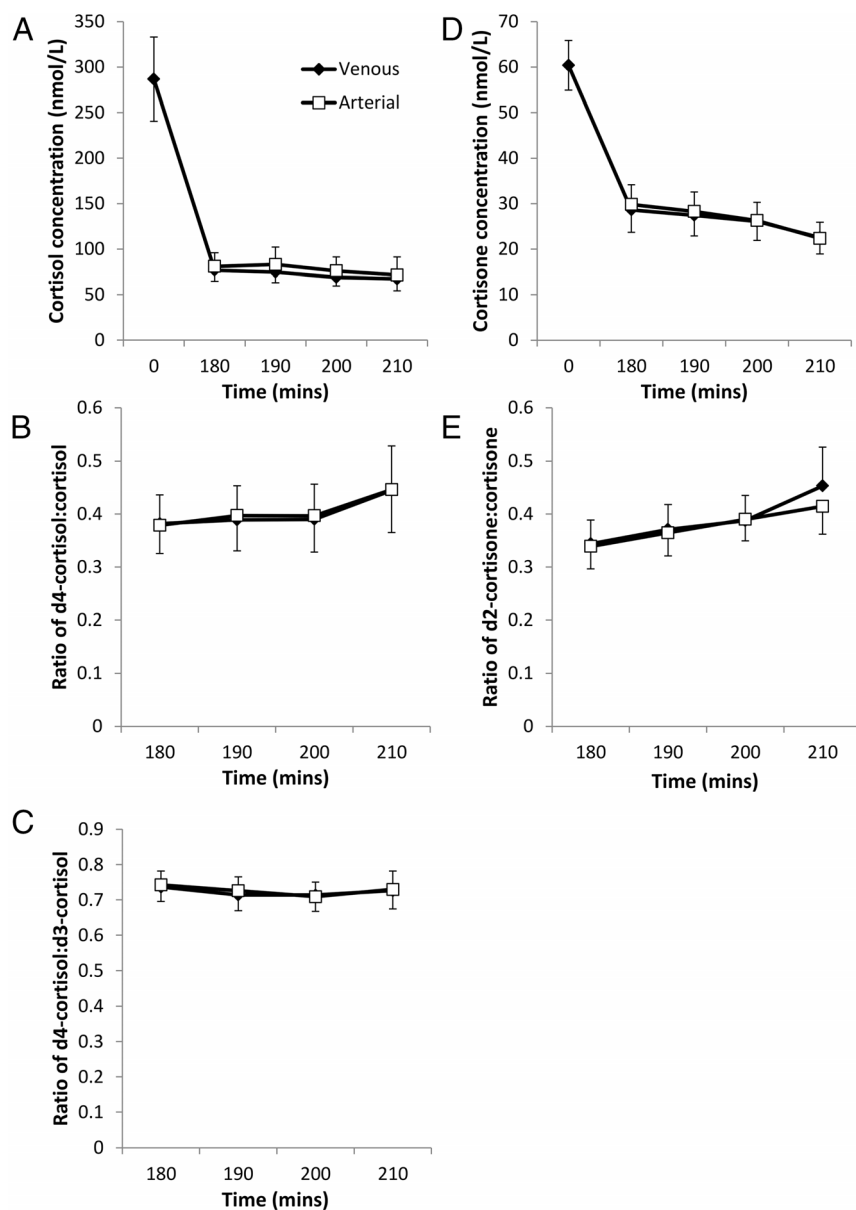 A
Cortisol concentration (nmol/L)
350
300
250
200
150
100
50
0
Venous
Arterial
0 180 190 200 210
Time (mins)
D
Cortisone concentration (nmol/L)
70
60
50
40
30
20
10
0
0 180 190 200 210
Time (mins)
B
Ratio of d4-cortisol:cortisol
0.6
0.5
0.4
0.3
0.2
0.1
0
180 190 200 210
Time (mins)
E
Ratio of d2-cortisone:cortisone
0.6
0.5
0.4
0.3
0.2
0.1
0
180 190 200 210
Time (mins)
C
Ratio of d4-cortisol:d3-cortisol
0.9
0.8
0.7
0.6
0.5
0.4
0.3
0.2
0.1
0
180 190 200 210
Time (mins)